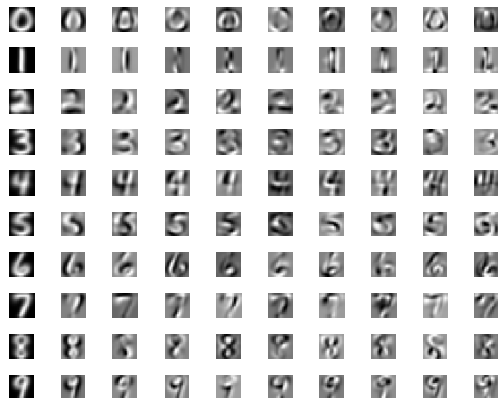 0 0 0 0 0 0 0 0 0 0
1 1 1 1 1 1 1 1 1 1
2 2 2 2 2 2 2 2 2 2
3 3 3 3 3 3 3 3 3 3
4 4 4 4 4 4 4 4 4 4
5 5 5 5 5 5 5 5 5 5
6 6 6 6 6 6 6 6 6 6
7 7 7 7 7 7 7 7 7 7
8 8 8 8 8 8 8 8 8 8
9 9 9 9 9 9 9 9 9 9